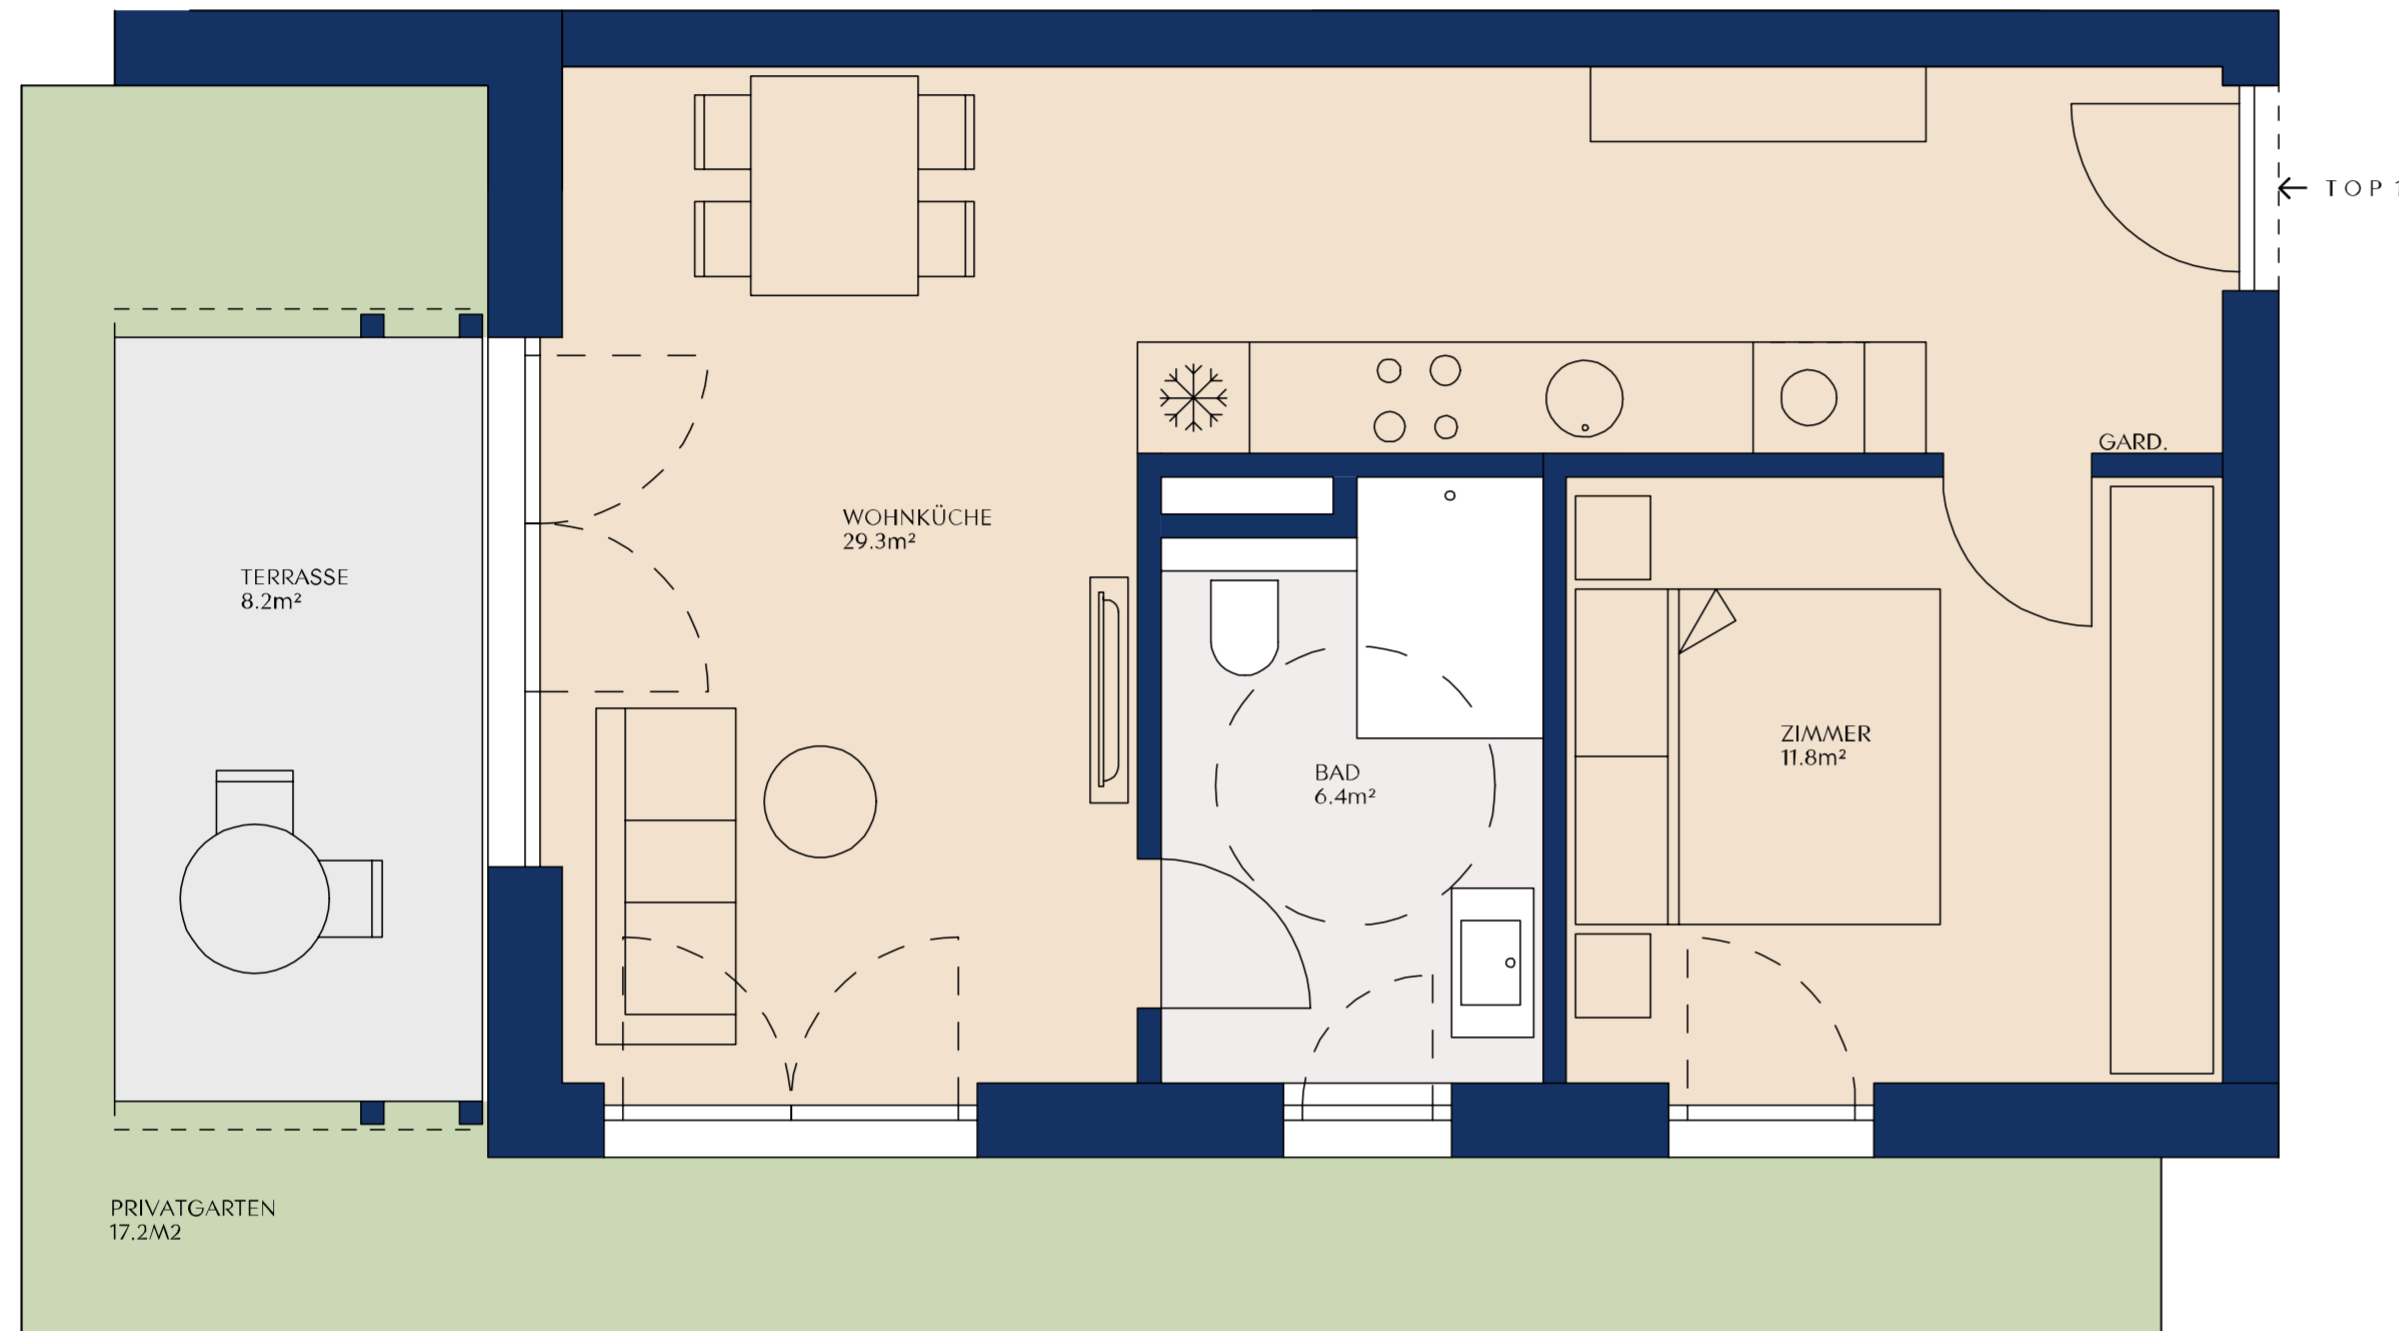 TOP 1
GARD.
WOHNKÜCHE
29.3m²
TERRASSE
8.2m²
ZIMMER
11.8m²
BAD
6.4m²
PRIVATGARTEN
17.2M2